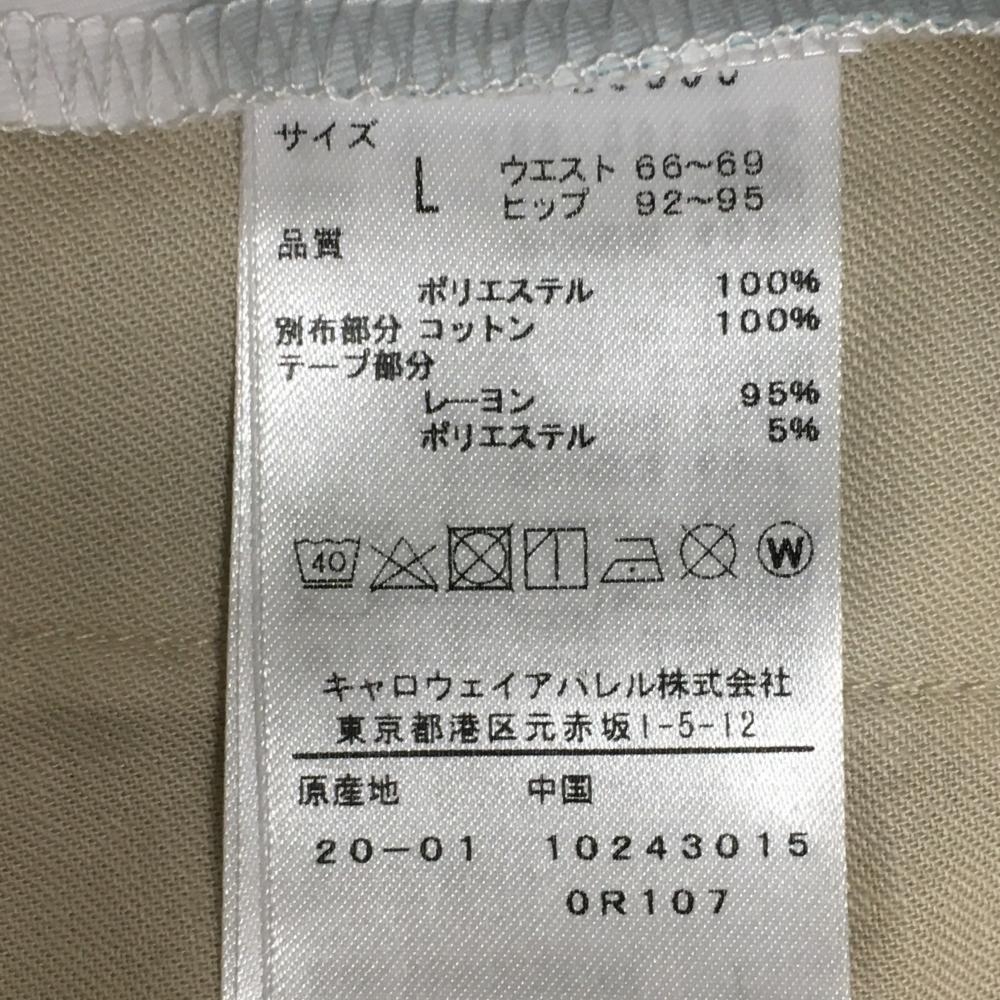 サイズ
L ウエスト 66~69
ヒップ 92~95
品質
ポリエステル 100%
別布部分 コットン 100%
テープ部分
レーヨン 95%
ポリエステル 5%
40 W
キャロウェイアパレル株式会社
東京都港区元赤坂1-5-12
原産地 中国
20-01 10243015
0R107